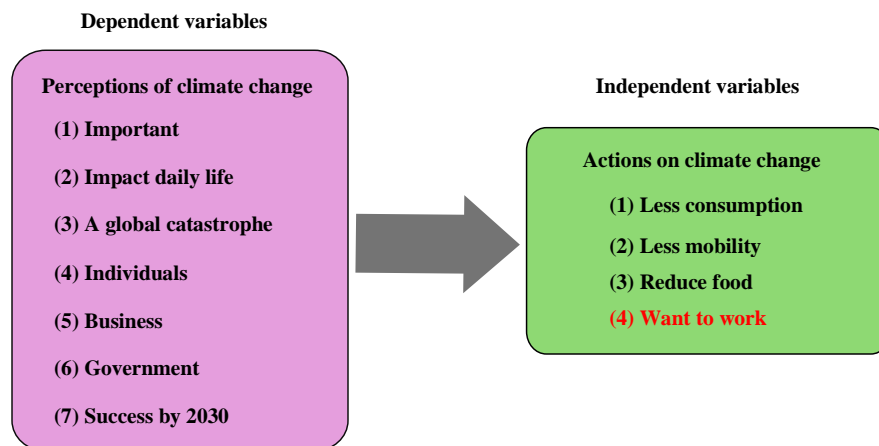 Dependent variables
Perceptions of climate change
(1) Important
(2) Impact daily life
(3) A global catastrophe
(4) Individuals
(5) Business
(6) Government
(7) Success by 2030
Independent variables
Actions on climate change
(1) Less consumption
(2) Less mobility
(3) Reduce food
(4) Want to work